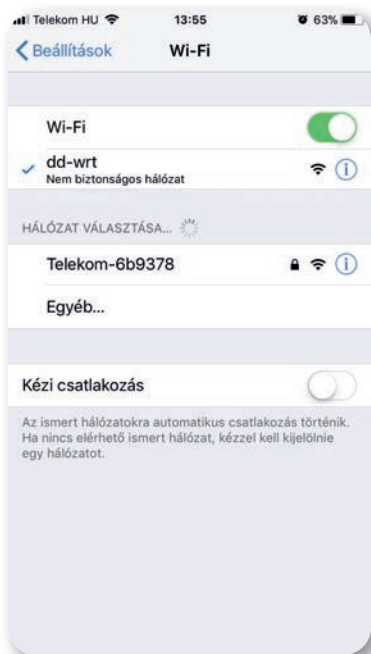 Telekom HU 13:55 63%
Beállítások Wi-Fi
Wi-Fi
dd-wrt
Nem biztonságos hálózat
HÁLÓZAT VÁLASZTÁSA...
Telekom-6b9378
Egyéb...
Kézi csatlakozás
Az ismert hálózatokra automatikus csatlakozás történik.
Ha nincs elérhető ismert hálózat, kézzel kell kijelölnie
egy hálózatot.